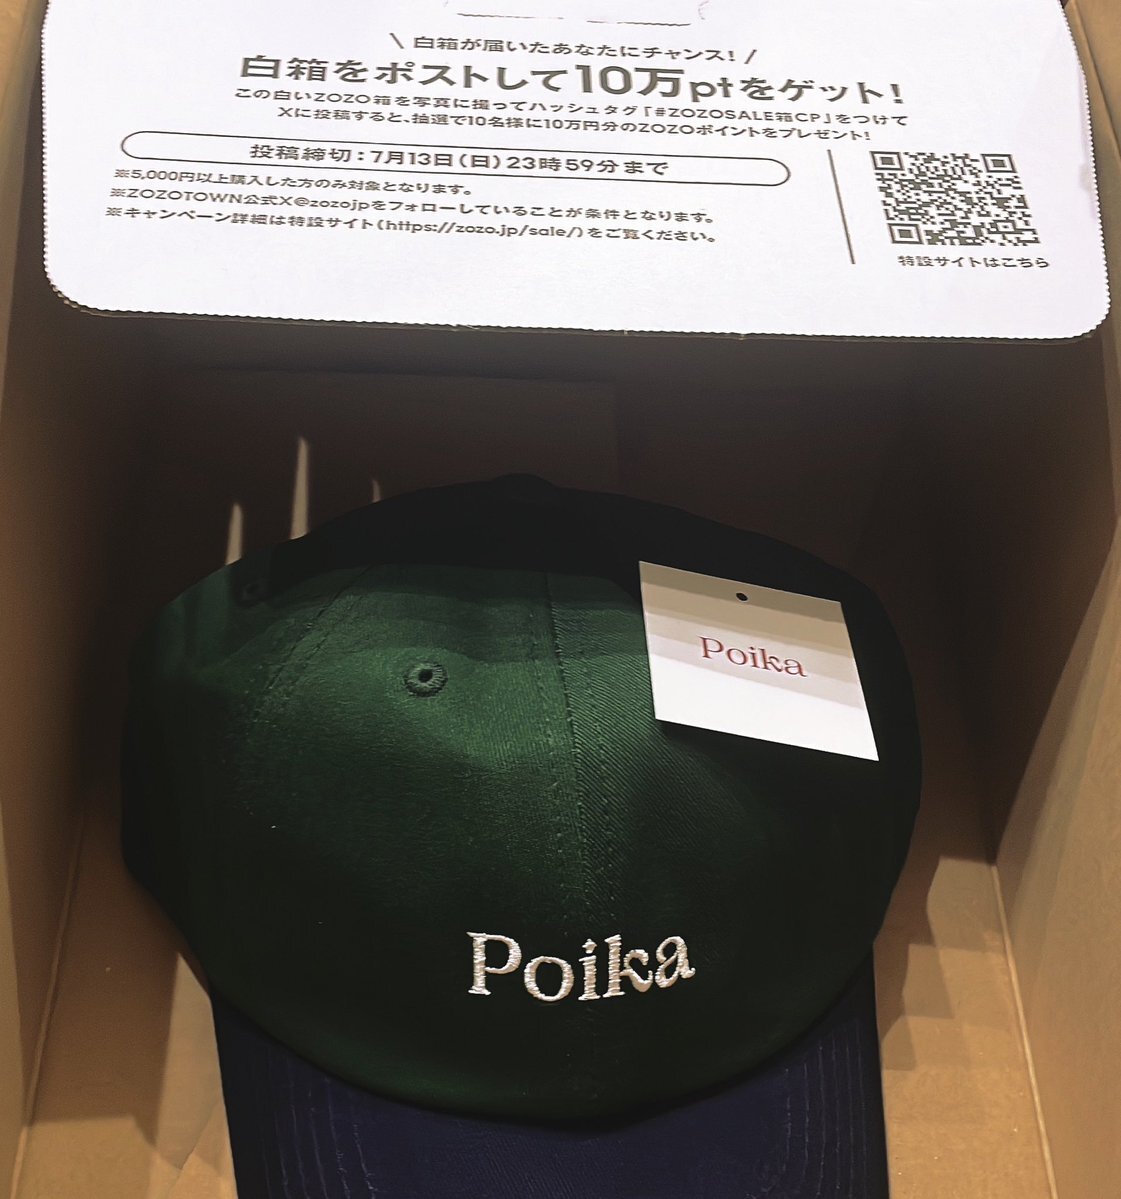 \ 白箱が届いたあなたにチャンス! /
白箱をポストして10万ptをゲット!
この白いZOZO箱を写真に撮ってハッシュタグ「#ZOZOSALE箱CP」をつけて
Xに投稿すると、抽選で10名様に10万円分のZOZOポイントをプレゼント!
投稿締切:7月13日(日)23時59分まで
※5,000円以上購入した方のみ対象となります。
※ZOZOTOWN公式X@zozojpをフォローしていることが条件となります。
※キャンペーン詳細は特設サイト(https://zozo.jp/sale/)をご覧ください。
特設サイトはこちら
Poika
Poika